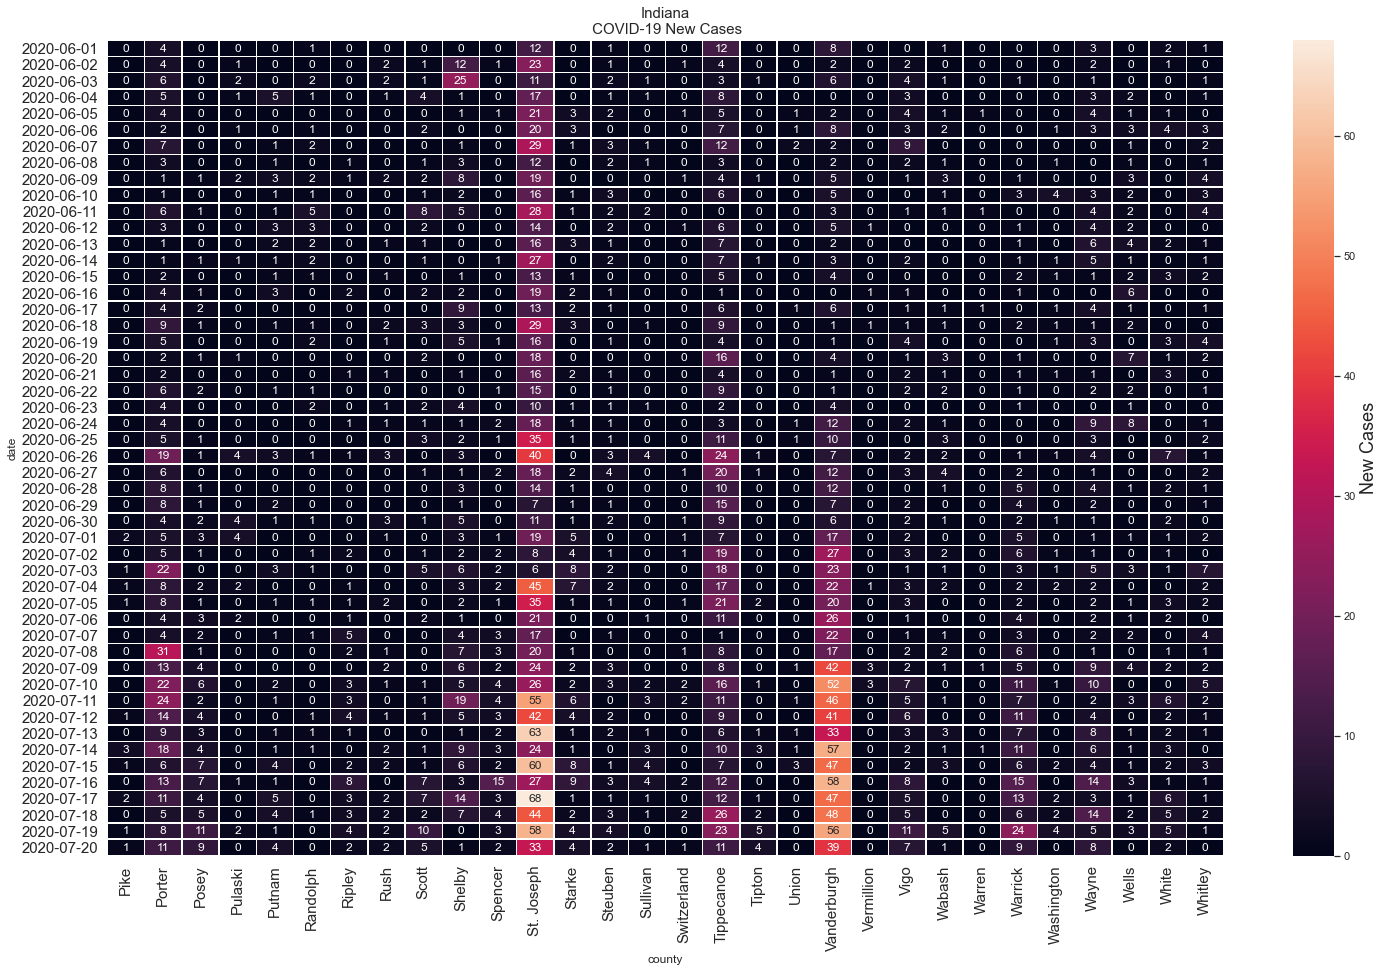 Indiana
COVID-19 New Cases
2020-06-01 0 4 0 0 0 1 0 0 0 0 0 12 0 1 0 0 12 0 0 8 0 0 1 0 0 0 3 0 2 1
2020-06-02 0 4 0 1 0 0 0 2 1 12 1 23 0 1 0 1 4 0 0 2 0 2 0 0 0 0 2 0 1 0
2020-06-03 0 6 0 2 0 2 0 2 1 25 0 11 0 2 1 0 3 1 0 6 0 4 1 0 1 0 1 0 0 1
2020-06-04 0 5 0 1 5 1 0 1 4 1 0 17 0 1 1 0 8 0 0 0 0 3 0 0 0 0 3 2 0 1
2020-06-05 0 4 0 0 0 0 0 0 0 1 1 21 3 2 0 1 5 0 1 2 0 4 1 1 0 0 4 1 1 0
2020-06-06 0 2 0 1 0 1 0 0 2 0 0 20 3 0 0 0 7 0 1 8 0 3 2 0 0 1 3 3 4 3
2020-06-07 0 7 0 0 1 2 0 0 0 1 0 29 1 3 1 0 12 0 2 2 0 9 0 0 0 0 0 1 0 2
2020-06-08 0 3 0 0 1 0 1 0 1 3 0 12 0 2 1 0 3 0 0 2 0 2 1 0 0 1 0 1 0 1
2020-06-09 0 1 1 2 3 2 1 2 2 8 0 19 0 0 0 1 4 1 0 5 0 1 3 0 1 0 0 3 0 4
2020-06-10 0 1 0 0 1 1 0 0 1 2 0 16 1 3 0 0 6 0 0 5 0 0 1 0 3 4 3 2 0 3
2020-06-11 0 6 1 0 1 5 0 0 8 5 0 28 1 2 2 0 0 0 0 3 0 1 1 1 0 0 4 2 0 4
2020-06-12 0 3 0 0 3 3 0 0 2 0 0 14 0 2 0 1 6 0 0 5 1 0 0 0 1 0 4 2 0 0
2020-06-13 0 1 0 0 2 2 0 1 1 0 0 16 3 1 0 0 7 0 0 2 0 0 0 0 1 0 6 4 2 1
2020-06-14 0 1 1 1 1 2 0 0 1 0 1 27 0 2 0 0 7 1 0 3 0 2 0 0 1 1 5 1 0 1
2020-06-15 0 2 0 0 1 1 0 1 0 1 0 13 1 0 0 0 5 0 0 4 0 0 0 0 2 1 1 2 3 2
2020-06-16 0 4 1 0 3 0 2 0 2 2 0 19 2 1 0 0 1 0 0 0 1 1 0 0 1 0 0 6 0 0
2020-06-17 0 4 2 0 0 0 0 0 0 9 0 13 2 1 0 0 6 0 1 6 0 1 1 1 0 1 4 1 0 1
2020-06-18 0 9 1 0 1 1 0 2 3 3 0 29 3 0 1 0 9 0 0 1 1 1 1 0 2 1 1 2 0 0
2020-06-19 0 5 0 0 0 2 0 1 0 5 1 16 1 0 0 0 4 0 0 1 0 4 0 0 0 1 3 0 3 4
2020-06-20 0 2 1 1 0 0 0 0 2 0 0 18 0 0 0 0 16 0 0 4 0 1 3 0 1 0 0 7 1 2
2020-06-21 0 2 0 0 0 0 1 1 0 1 0 16 2 1 0 0 4 0 0 1 0 2 1 0 1 1 1 0 3 0
2020-06-22 0 6 2 0 1 1 0 0 0 0 1 15 0 1 0 0 9 0 0 1 0 2 2 0 1 0 2 2 0 1
2020-06-23 0 4 0 0 0 2 0 1 2 4 0 10 1 1 1 0 2 0 0 4 0 0 0 0 1 0 0 1 0 0
2020-06-24 0 4 0 0 0 0 1 1 1 1 2 18 1 1 0 0 3 0 1 12 0 2 1 0 0 0 9 8 0 1
2020-06-25 0 5 1 0 0 0 0 0 3 2 1 35 1 1 0 0 11 0 1 10 0 0 3 0 0 0 3 0 0 2
2020-06-26 0 19 1 4 3 1 1 3 0 3 0 40 0 3 4 0 24 1 0 7 0 2 2 0 1 1 4 0 7 1
2020-06-27 0 6 0 0 0 0 0 0 1 1 2 18 2 4 0 1 20 1 0 12 0 3 4 0 2 0 1 0 0 2
2020-06-28 0 8 1 0 0 0 0 0 0 3 0 14 1 0 0 0 10 0 0 12 0 0 1 0 5 0 4 1 2 1
2020-06-29 0 8 1 0 2 0 0 0 0 1 0 7 1 1 0 0 15 0 0 7 0 2 0 0 4 0 2 0 0 1
2020-06-30 0 4 2 4 1 1 0 3 1 5 0 11 1 2 0 1 9 0 0 6 0 2 1 0 2 1 1 0 2 0
2020-07-01 2 5 3 4 0 0 0 1 0 3 1 19 5 0 0 1 7 0 0 17 0 2 0 0 5 0 1 1 1 2
2020-07-02 0 5 1 0 0 1 2 0 1 2 2 8 4 1 0 1 19 0 0 27 0 3 2 0 6 1 1 0 1 0
2020-07-03 1 22 0 0 3 1 0 0 5 6 2 6 8 2 0 0 18 0 0 23 0 1 1 0 3 1 5 3 1 7
2020-07-04 1 8 2 2 0 0 1 0 0 3 2 45 7 2 0 0 17 0 0 22 1 3 2 0 2 2 2 0 0 2
2020-07-05 1 8 1 0 1 1 1 2 0 2 1 35 1 1 0 1 21 2 0 20 0 3 0 0 2 0 2 1 3 2
2020-07-06 0 4 3 2 0 0 1 0 2 1 0 21 0 0 1 0 11 0 0 26 0 1 0 0 4 0 2 1 2 0
2020-07-07 0 4 2 0 1 1 5 0 0 4 3 17 0 1 0 0 1 0 0 22 0 1 1 0 3 0 2 2 0 4
2020-07-08 0 31 1 0 0 0 2 1 0 7 3 20 1 1 0 0 8 0 0 17 0 2 2 0 6 0 1 0 1 1
2020-07-09 0 13 4 0 0 0 0 2 0 6 2 24 2 3 0 0 8 0 1 42 3 2 1 1 5 0 9 4 2 2
2020-07-10 0 22 6 0 2 0 3 1 1 5 4 26 2 3 2 2 16 1 0 52 3 7 0 0 11 1 10 0 0 5
2020-07-11 0 24 2 0 1 0 3 0 1 19 4 55 6 0 3 2 11 0 1 46 0 5 1 0 7 0 2 3 6 2
2020-07-12 1 14 4 0 0 1 4 1 1 5 3 42 4 2 0 0 9 0 0 41 0 6 0 0 11 0 4 0 2 1
2020-07-13 0 9 3 0 1 1 1 0 0 1 2 63 1 2 1 0 6 1 1 33 0 3 3 0 7 0 8 1 2 1
2020-07-14 3 18 4 0 1 1 1 0 2 1 9 3 24 1 0 3 0 10 3 1 57 0 2 1 1 11 0 6 1 3 0
2020-07-15 1 6 7 0 4 0 2 2 1 6 2 60 8 1 4 0 7 0 3 47 0 2 3 0 6 2 4 1 2 3
2020-07-16 0 13 7 1 1 0 8 0 7 3 15 27 9 3 4 2 12 0 0 58 0 8 0 0 15 0 14 3 1 1
2020-07-17 2 11 4 0 5 0 3 2 7 14 3 68 1 1 1 0 12 1 0 47 0 5 0 0 13 2 3 1 6 1
2020-07-18 0 5 5 0 4 1 3 2 2 7 4 44 2 3 1 2 26 2 0 48 0 5 0 0 6 2 14 2 5 2
2020-07-19 1 8 11 2 1 0 4 2 10 0 3 58 4 4 0 0 23 5 0 56 0 11 5 0 24 4 5 3 5 1
2020-07-20 1 11 9 0 4 0 2 2 5 1 2 33 4 2 1 1 11 4 0 39 0 7 1 0 9 0 8 0 2 0
Pike Porter Posey Pulaski Putnam Randolph Ripley Rush Scott Shelby Spencer St. Joseph Starke Steuben Sullivan Switzerland Tippecanoe Tipton Union Vanderburgh Vermillion Vigo Wabash Warren Warrick Washington Wayne Wells White Whitley
county
date
60
50
40
30
20
10
0
New Cases